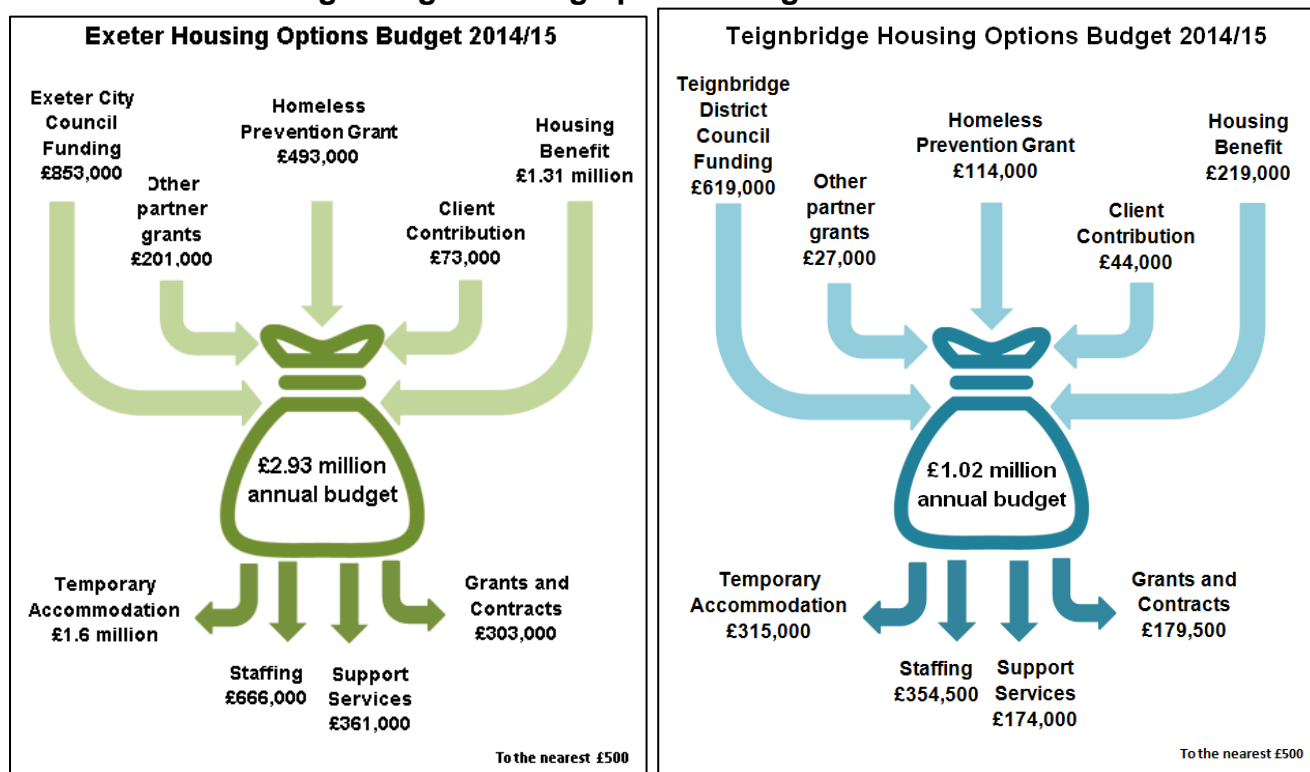 Exeter Housing Options Budget 2014/15
Exeter City
Council
Funding
£853,000
Other
partner
grants
£201,000
Homeless
Prevention Grant
£493,000
Client
Contribution
£73,000
Housing
Benefit
£1.31 million
£2.93 million
annual budget
Temporary
Accommodation
£1.6 million
Staffing
£666,000
Support
Services
£361,000
Grants and
Contracts
£303,000
To the nearest £500
Teignbridge Housing Options Budget 2014/15
Teignbridge
District
Council
Funding
£619,000
Other
partner
grants
£27,000
Homeless
Prevention Grant
£114,000
Client
Contribution
£44,000
Housing
Benefit
£219,000
£1.02 million
annual budget
Temporary
Accommodation
£315,000
Staffing
£354,500
Support
Services
£174,000
Grants and
Contracts
£179,500
To the nearest £500